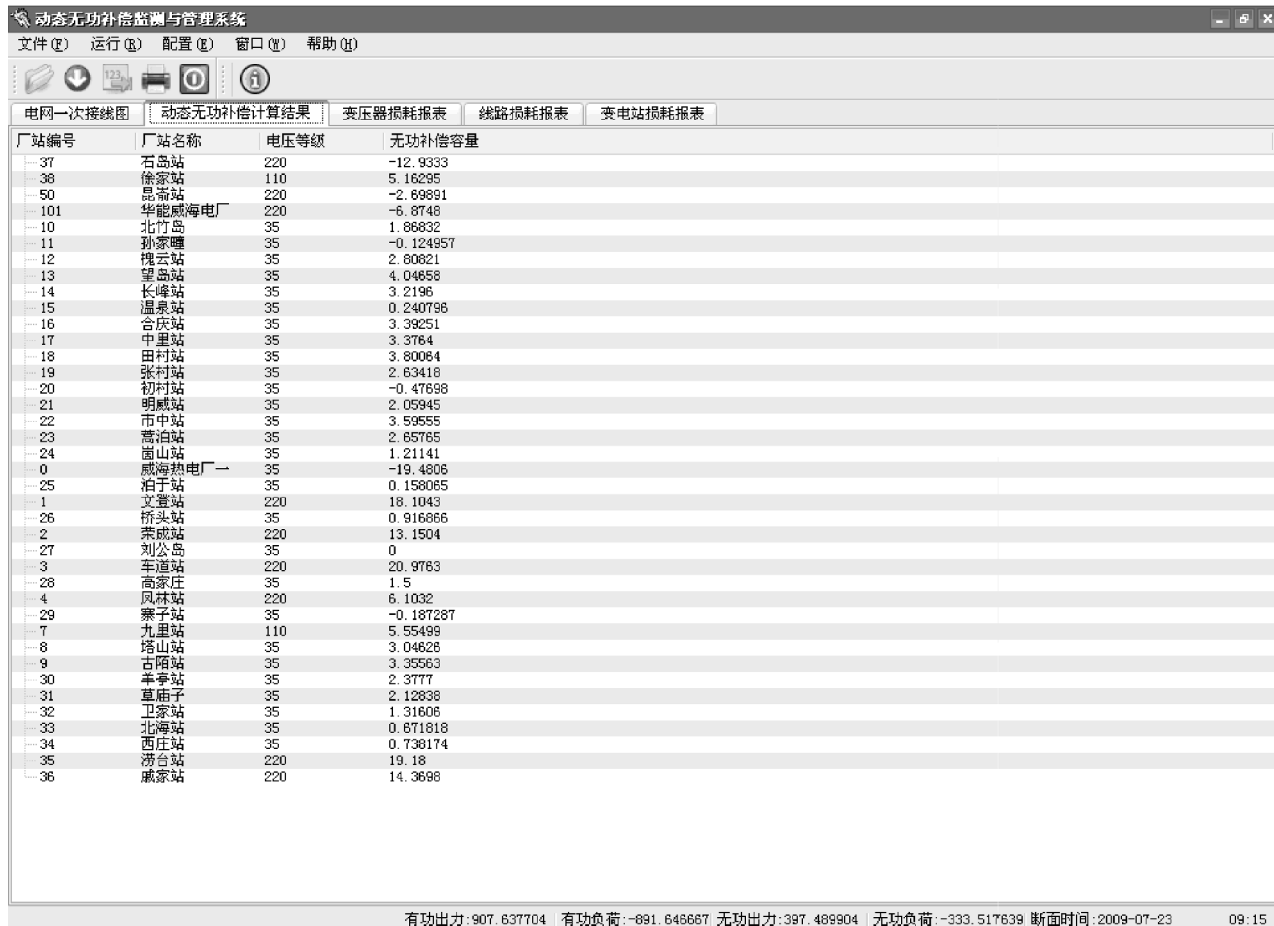 动态无功补偿监测与管理系统
文件(F) 运行(R) 配置(E) 窗口(W) 帮助(H)
123
电网一次接线图 动态无功补偿计算结果 变压器损耗报表 线路损耗报表 变电站损耗报表
厂站编号 厂站名称 电压等级 无功补偿容量
37 石岛站 220 -12.9333
38 徐家站 110 5.16295
50 昆嵛站 220 -2.69891
101 华能威海电厂 220 -6.8748
10 北竹岛 35 1.86832
11 孙家疃 35 -0.124957
12 槐云站 35 2.80821
13 望岛站 35 4.04658
14 长峰站 35 3.2196
15 温泉站 35 0.240796
16 合庆站 35 3.39251
17 中里站 35 3.3764
18 田村站 35 3.80064
19 张村站 35 2.63418
20 初村站 35 -0.47698
21 明威站 35 2.05945
22 市中站 35 3.59555
23 蒿泊站 35 2.65765
24 崮山站 35 1.21141
0 威海热电厂一 35 -19.4806
25 泊于站 35 0.158065
1 文登站 220 18.1043
26 桥头站 35 0.916866
2 荣成站 220 13.1504
27 刘公岛 35 0
3 车道站 220 20.9763
28 高家庄 35 1.5
4 凤林站 220 6.1032
29 寨子站 35 -0.187287
7 九里站 110 5.55499
8 塔山站 35 3.04626
9 古陌站 35 3.35563
30 羊亭站 35 2.3777
31 草庙子 35 2.12838
32 卫家站 35 1.31606
33 北海站 35 0.671818
34 西庄站 35 0.738174
35 涝台站 220 19.18
36 戚家站 220 14.3698
有功出力:907.637704 有功负荷:-891.646667 无功出力:397.489904 无功负荷:-333.517639 断面时间:2009-07-23 09:15